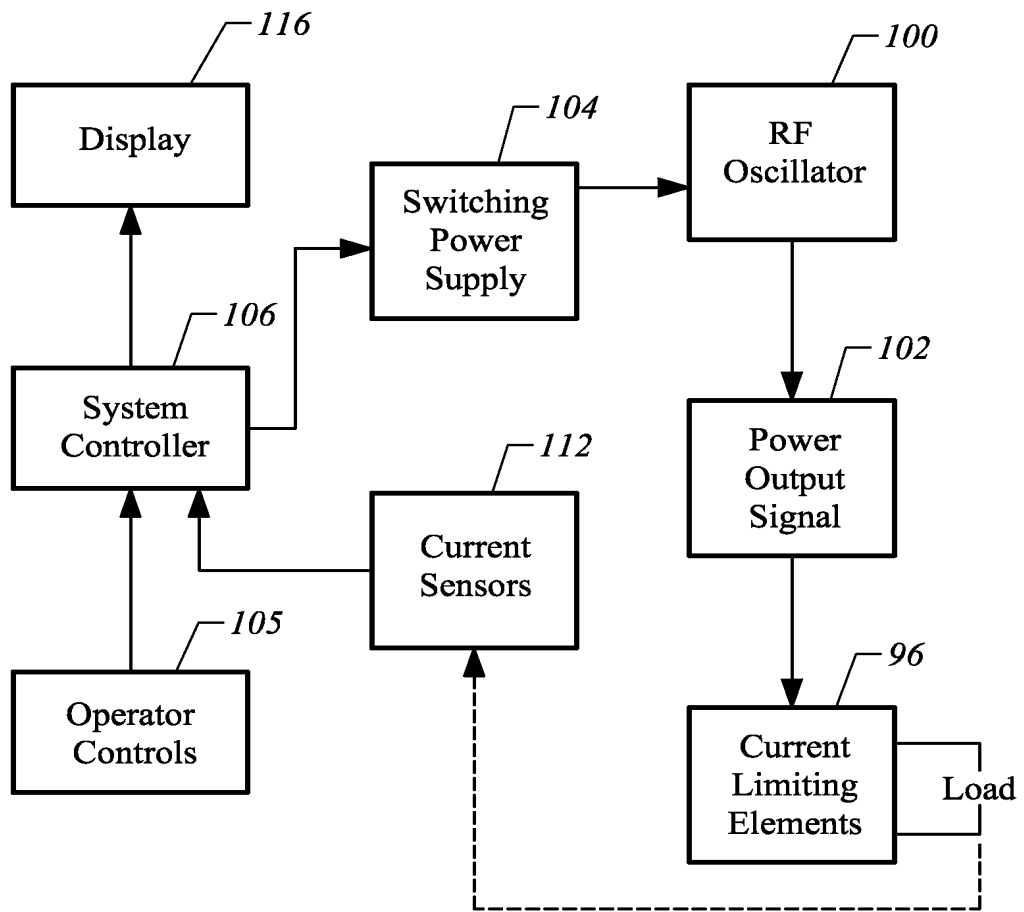 116
Display
104
Switching
Power
Supply
100
RF
Oscillator
106
System
Controller
112
Current
Sensors
102
Power
Output
Signal
105
Operator
Controls
96
Current
Limiting
Elements
Load